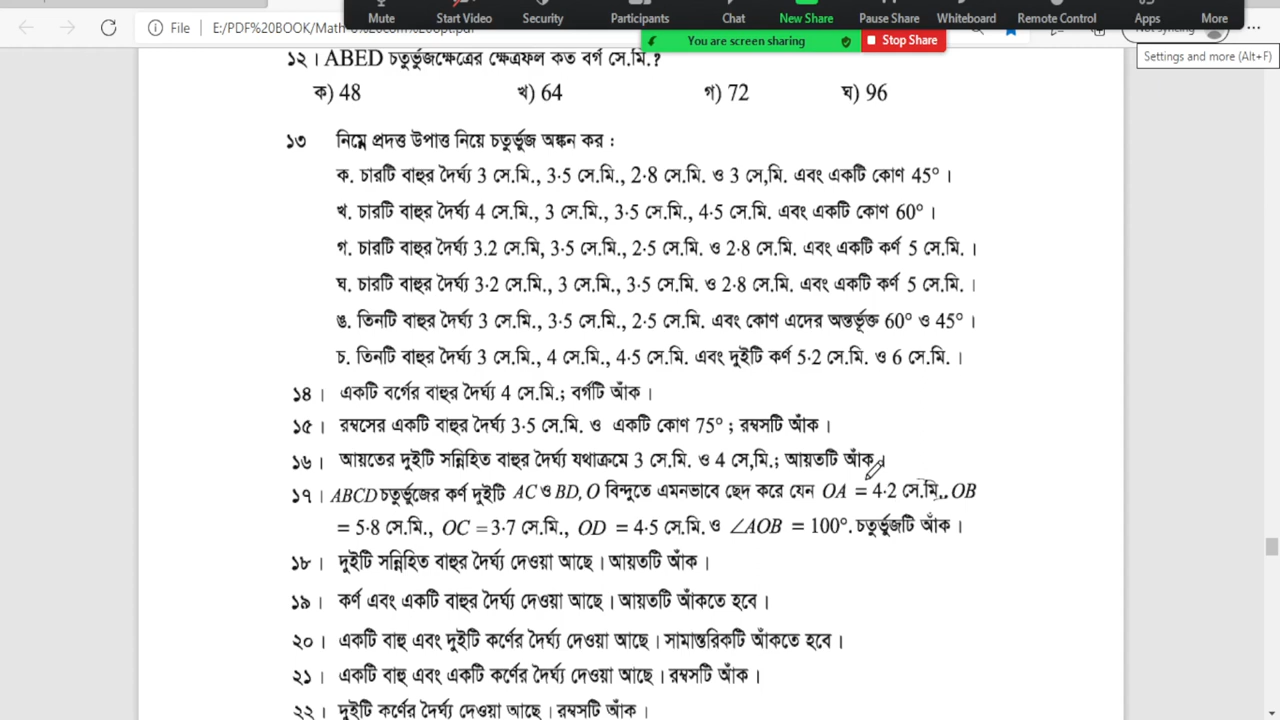 Mute Start Video Security Participants Chat New Share Pause Share Whiteboard Remote Control Apps More
File E:/PDF%20BOOK/Math
You are screen sharing Stop Share
Settings and more (Alt+F)
১২। ABED চতুর্ভুজক্ষেত্রের ক্ষেত্রফল কত বর্গ সে.মি.?
ক) 48 খ) 64 গ) 72 ঘ) 96
১৩ নিম্নে প্রদত্ত উপাত্ত নিয়ে চতুর্ভুজ অঙ্কন কর :
ক. চারটি বাহুর দৈর্ঘ্য 3 সে.মি., 3·5 সে.মি., 2·8 সে.মি. ও 3 সে,মি. এবং একটি কোণ 45° ।
খ. চারটি বাহুর দৈর্ঘ্য 4 সে.মি., 3 সে.মি., 3·5 সে.মি., 4·5 সে.মি. এবং একটি কোণ 60° ।
গ. চারটি বাহুর দৈর্ঘ্য 3.2 সে.মি, 3·5 সে.মি., 2·5 সে.মি. ও 2·8 সে.মি. এবং একটি কর্ণ 5 সে.মি. ।
ঘ. চারটি বাহুর দৈর্ঘ্য 3·2 সে.মি., 3 সে.মি., 3·5 সে.মি. ও 2·8 সে.মি. এবং একটি কর্ণ 5 সে.মি. ।
ঙ. তিনটি বাহুর দৈর্ঘ্য 3 সে.মি., 3·5 সে.মি., 2·5 সে.মি. এবং কোণ এদের অন্তর্ভূক্ত 60° ও 45° ।
চ. তিনটি বাহুর দৈর্ঘ্য 3 সে.মি., 4 সে.মি., 4·5 সে.মি. এবং দুইটি কর্ণ 5·2 সে.মি. ও 6 সে.মি. ।
১৪। একটি বর্গের বাহুর দৈর্ঘ্য 4 সে.মি.; বর্গটি আঁক ।
১৫। রম্বসের একটি বাহুর দৈর্ঘ্য 3·5 সে.মি. ও একটি কোণ 75° ; রম্বসটি আঁক ।
১৬। আয়তের দুইটি সন্নিহিত বাহুর দৈর্ঘ্য যথাক্রমে 3 সে.মি. ও 4 সে,মি.; আয়তটি আঁক ।
১৭। ABCD চতুর্ভুজের কর্ণ দুইটি AC ও BD, O বিন্দুতে এমনভাবে ছেদ করে যেন OA = 4·2 সে.মি., OB
= 5·8 সে.মি., OC = 3·7 সে.মি., OD = 4·5 সে.মি. ও ∠AOB = 100°. চতুর্ভুজটি আঁক ।
১৮। দুইটি সন্নিহিত বাহুর দৈর্ঘ্য দেওয়া আছে। আয়তটি আঁক ।
১৯। কর্ণ এবং একটি বাহুর দৈর্ঘ্য দেওয়া আছে। আয়তটি আঁকতে হবে ।
২০। একটি বাহু এবং দুইটি কর্ণের দৈর্ঘ্য দেওয়া আছে। সামান্তরিকটি আঁকতে হবে ।
২১। একটি বাহু এবং একটি কর্ণের দৈর্ঘ্য দেওয়া আছে। রম্বসটি আঁক ।
২২। দুইটি কর্ণের দৈর্ঘ্য দেওয়া আছে। রম্বসটি আঁক ।